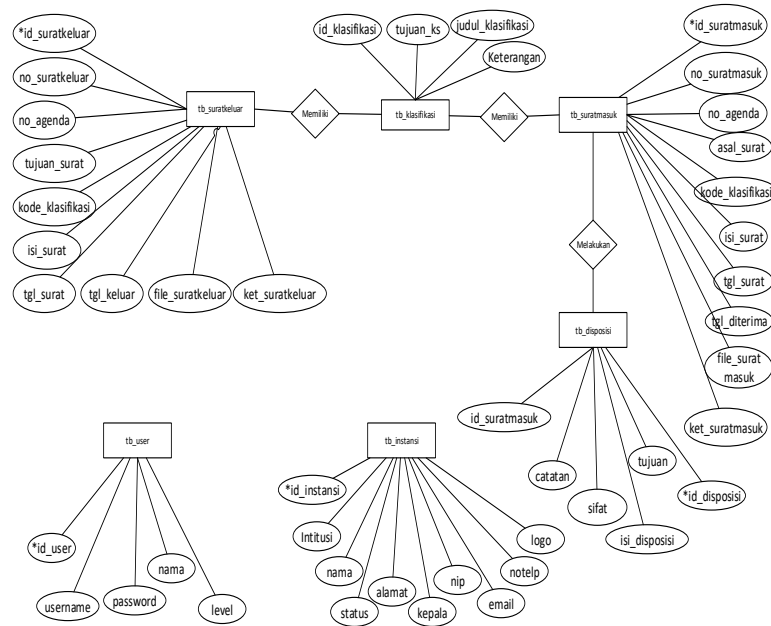 *id_suratkeluar
no_suratkeluar
no_agenda
tujuan_surat
kode_klasifikasi
isi_surat
tgl_surat
tgl_keluar
file_suratkeluar
ket_suratkeluar
tb_suratkeluar
Memiliki
id_klasifikasi
tujuan_ks
judul_klasifikasi
Keterangan
tb_klasifikasi
Memiliki
tb_suratmasuk
*id_suratmasuk
no_suratmasuk
no_agenda
asal_surat
kode_klasifikasi
isi_surat
tgl_surat
tgl_diterima
file_surat
masuk
ket_suratmasuk
Melakukan
tb_disposisi
id_suratmasuk
catatan
sifat
isi_disposisi
tujuan
*id_disposisi
tb_user
*id_user
username
password
nama
level
tb_instansi
*id_instansi
Intitusi
nama
status
alamat
kepala
nip
email
notelp
logo